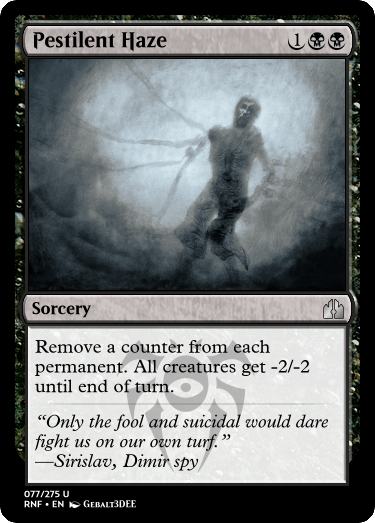 Pestilent Haze 1
Sorcery
Remove a counter from each
permanent. All creatures get -2/-2
until end of turn.
“Only the fool and suicidal would dare
fight us on our own turf.”
—Sirislav, Dimir spy
077/275 U
RNF • EN GEBALT3DEE